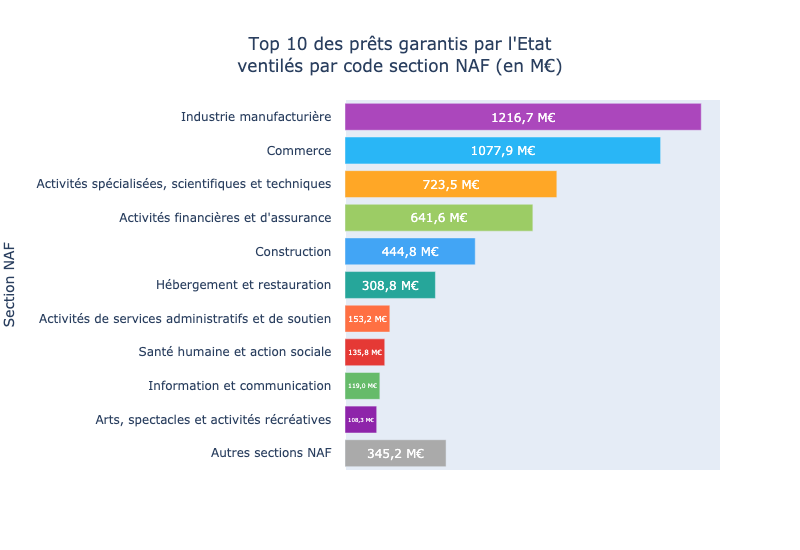 Top 10 des prêts garantis par l'Etat
ventilés par code section NAF (en M€)
Section NAF
Industrie manufacturière 1216,7 M€
Commerce 1077,9 M€
Activités spécialisées, scientifiques et techniques 723,5 M€
Activités financières et d'assurance 641,6 M€
Construction 444,8 M€
Hébergement et restauration 308,8 M€
Activités de services administratifs et de soutien 153,2 M€
Santé humaine et action sociale 135,8 M€
Information et communication 119,0 M€
Arts, spectacles et activités récréatives 108,3 M€
Autres sections NAF 345,2 M€